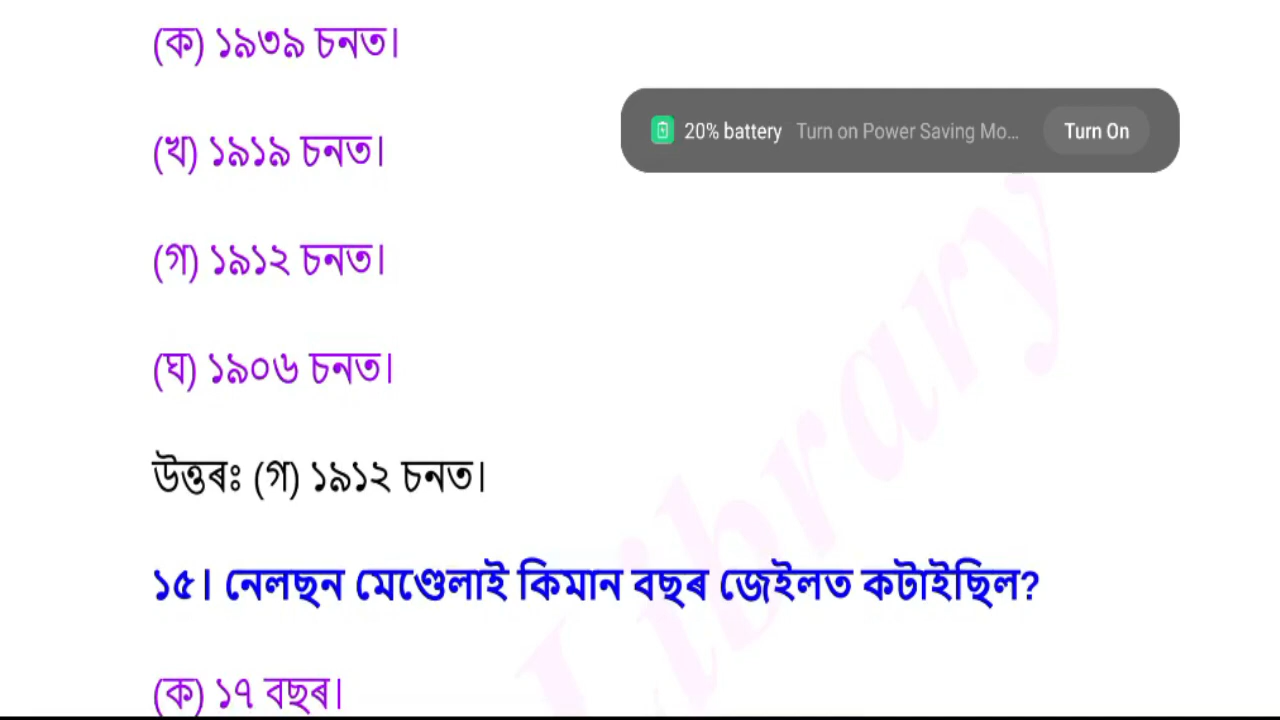 (ক) ১৯৩৯ চনত।
20% battery Turn on Power Saving Mo... Turn On
(খ) ১৯১৯ চনত।
(গ) ১৯১২ চনত।
(ঘ) ১৯০৬ চনত।
উত্তৰঃ (গ) ১৯১২ চনত।
১৫। নেলছন মেণ্ডেলাই কিমান বছৰ জেইলত কটাইছিল?
(ক) ১৭ বছৰ।
Library